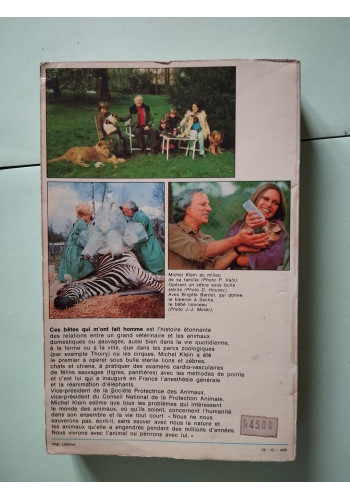 Michel Klein au milieu
de sa famille (Photo P. Vals).
Opérant un zèbre sous bulle
stérile (Photo D. Houser).
Avec Brigitte Bardot, qui donne
le biberon à Sacha,
le bébé lionceau
(Photo J.-J. Morer).
Ces bêtes qui m'ont fait homme est l'histoire étonnante
des relations entre un grand vétérinaire et les animaux
domestiques ou sauvages, aussi bien dans la vie quotidienne,
à la ferme ou à la ville, que dans les parcs zoologiques
(par exemple Thoiry) ou les cirques. Michel Klein a été
le premier à opérer sous bulle stérile lions et zèbres,
chats et chiens, à pratiquer des examens cardio-vasculaires
de félins sauvages (tigres, panthères) avec les méthodes de pointe
et c'est lui qui a inauguré en France l'anesthésie générale
et la réanimation d'éléphants.
Vice-président de la Société Protectrice des Animaux,
vice-président du Conseil National de la Protection Animale,
Michel Klein estime que tous les problèmes qui intéressent
le monde des animaux, où qu'ils soient, concernent l'humanité
dans son ensemble et la vie tout court. « Nous ne nous
sauverons pas, écrit-il, sans sauver avec nous la nature et
les animaux qu'elle a engendrés pendant des millions d'années.
Nous vivrons avec l'animal ou périrons avec lui. »
4500